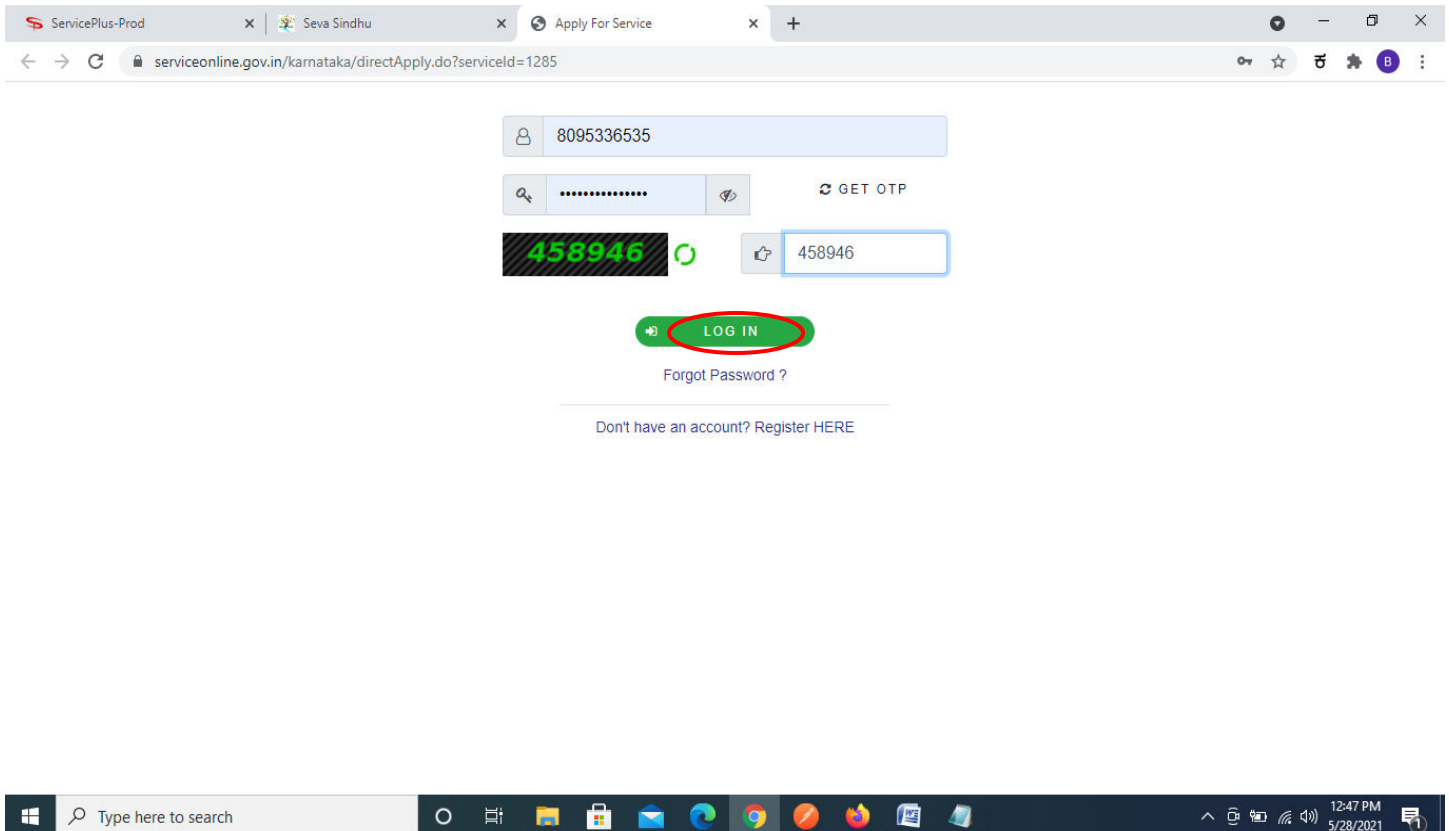 ServicePlus-Prod
Seva Sindhu
Apply For Service
serviceonline.gov.in/karnataka/directApply.do?serviceId=1285
ಕ
B
8095336535
•••••••••••••••
GET OTP
458946
458946
LOG IN
Forgot Password ?
Don't have an account? Register HERE
Type here to search
12:47 PM
5/28/2021
1